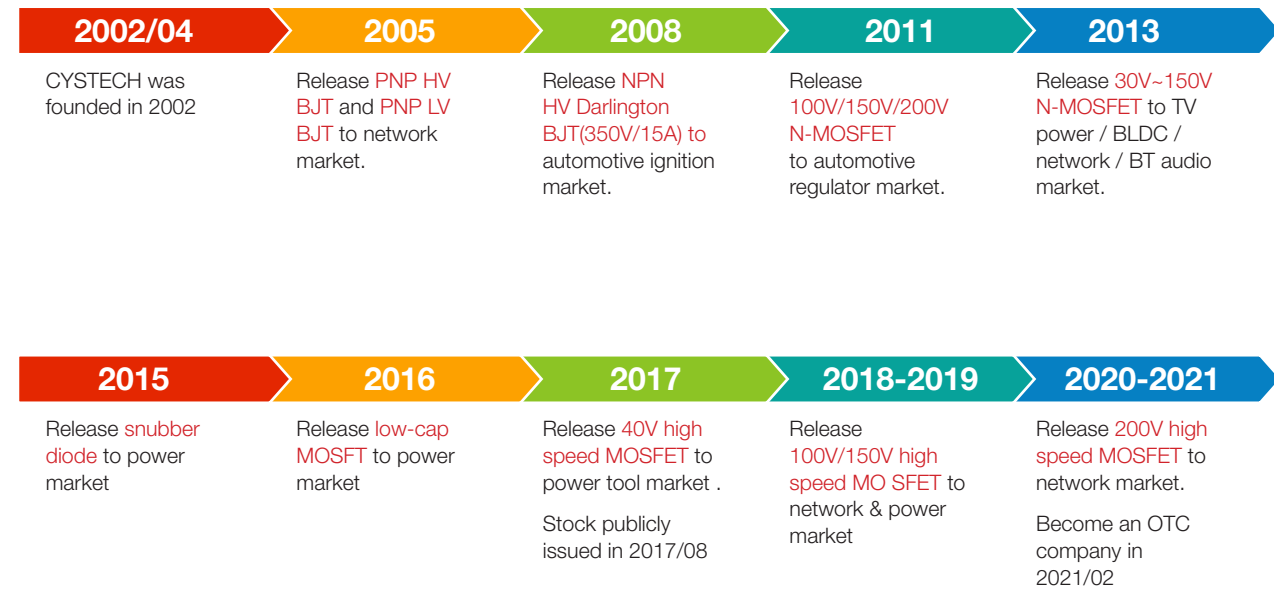 2002/04
CYSTECH was
founded in 2002
2005
Release PNP HV
BJT and PNP LV
BJT to network
market.
2008
Release NPN
HV Darlington
BJT(350V/15A) to
automotive ignition
market.
2011
Release
100V/150V/200V
N-MOSFET
to automotive
regulator market.
2013
Release 30V~150V
N-MOSFET to TV
power / BLDC /
network / BT audio
market.
2015
Release snubber
diode to power
market
2016
Release low-cap
MOSFT to power
market
2017
Release 40V high
speed MOSFET to
power tool market .
Stock publicly
issued in 2017/08
2018-2019
Release
100V/150V high
speed MO SFET to
network & power
market
2020-2021
Release 200V high
speed MOSFET to
network market.
Become an OTC
company in
2021/02